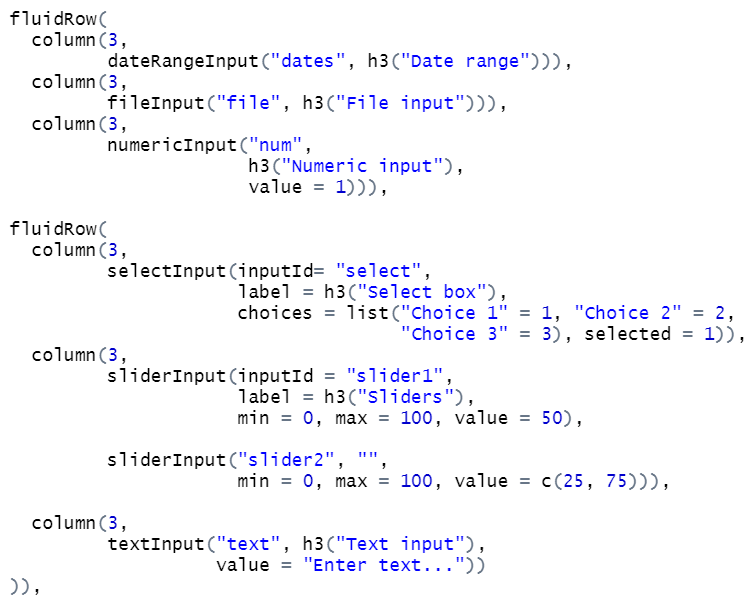 fluidRow(
  column(3,
         dateRangeInput("dates", h3("Date range"))),
  column(3,
         fileInput("file", h3("File input"))),
  column(3,
         numericInput("num",
                      h3("Numeric input"),
                      value = 1))),

fluidRow(
  column(3,
         selectInput(inputId= "select",
                     label = h3("Select box"),
                     choices = list("Choice 1" = 1, "Choice 2" = 2,
                                    "Choice 3" = 3), selected = 1)),
  column(3,
         sliderInput(inputId = "slider1",
                     label = h3("Sliders"),
                     min = 0, max = 100, value = 50),

         sliderInput("slider2", "",
                     min = 0, max = 100, value = c(25, 75))),

  column(3,
         textInput("text", h3("Text input"),
                   value = "Enter text..."))
)),